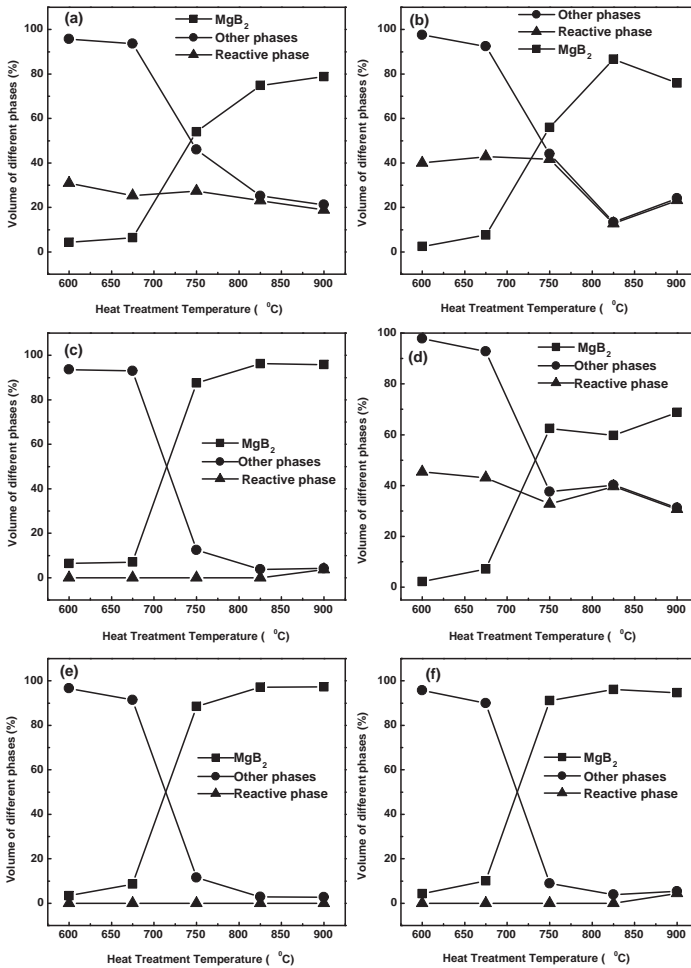 (a)
MgB2
Other phases
Reactive phase
Volume of different phases (%)
100
80
60
40
20
0
600 650 700 750 800 850 900
Heat Treatment Temperature ( ⁰C)
(b)
Other phases
Reactive phase
MgB2
Volume of different phases (%)
100
80
60
40
20
0
600 650 700 750 800 850 900
Heat Treatment Temperature ( ⁰C)
(c)
MgB2
Other phases
Reactive phase
Volume of different phases (%)
100
80
60
40
20
0
600 650 700 750 800 850 900
Heat Treatment Temperature ( ⁰C)
(d)
MgB2
Other phases
Reactive phase
Volume of different phases (%)
100
80
60
40
20
0
600 650 700 750 800 850 900
Heat Treatment Temperature ( ⁰C)
(e)
MgB2
Other phases
Reactive phase
Volume of different phases (%)
100
80
60
40
20
0
600 650 700 750 800 850 900
Heat Treatment Temperature ( ⁰C)
(f)
MgB2
Other phases
Reactive phase
Volume of different phases (%)
100
80
60
40
20
0
600 650 700 750 800 850 900
Heat Treatment Temperature ( ⁰C)